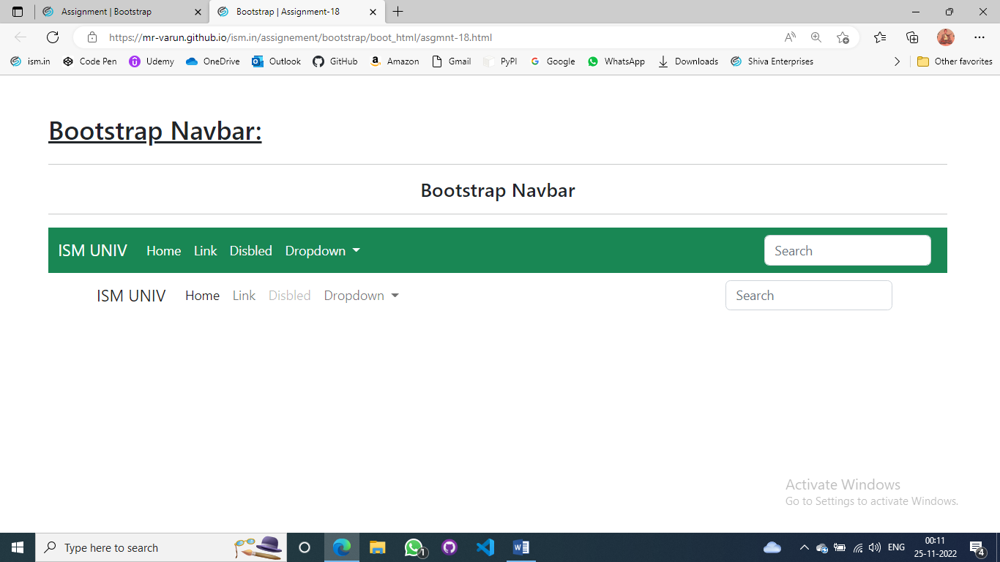 Assignment | Bootstrap
Bootstrap | Assignment-18
https://mr-varun.github.io/ism.in/assignement/bootstrap/boot_html/asgmnt-18.html
ism.in Code Pen Udemy OneDrive Outlook GitHub Amazon Gmail PyPI Google WhatsApp Downloads Shiva Enterprises Other favorites
Bootstrap Navbar:
Bootstrap Navbar
ISM UNIV Home Link Disbled Dropdown Search
ISM UNIV Home Link Disbled Dropdown Search
Activate Windows
Go to Settings to activate Windows.
Type here to search
1
ENG
00:11
25-11-2022
4